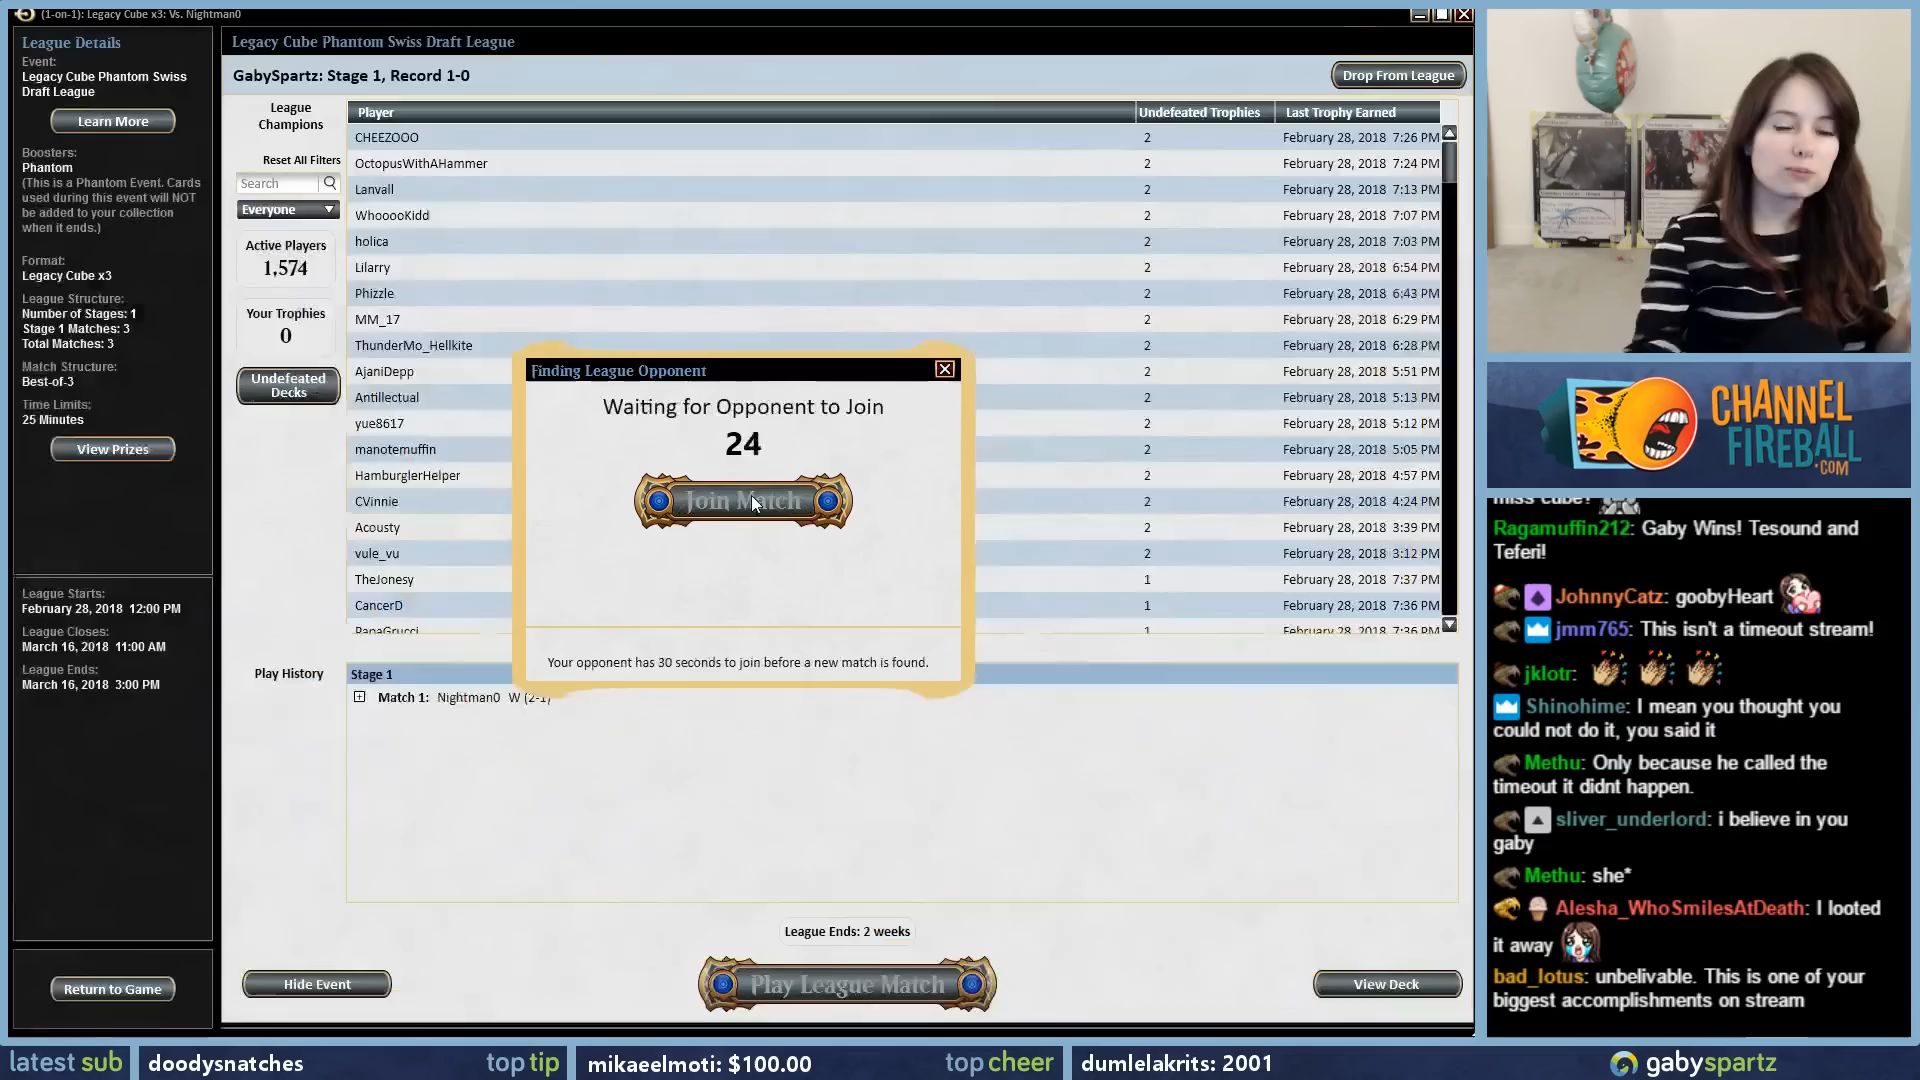 (1-on-1): Legacy Cube x3: Vs. Nightman0
League Details
Event:
Legacy Cube Phantom Swiss
Draft League
Learn More
Boosters:
Phantom
(This is a Phantom Event. Cards
used during this event will NOT
be added to your collection
when it ends.)
Format:
Legacy Cube x3
League Structure:
Number of Stages: 1
Stage 1 Matches: 3
Total Matches: 3
Match Structure:
Best-of-3
Time Limits:
25 Minutes
View Prizes
League Starts:
February 28, 2018 12:00 PM
League Closes:
March 16, 2018 11:00 AM
League Ends:
March 16, 2018 3:00 PM
Return to Game
Legacy Cube Phantom Swiss Draft League
GabySpartz: Stage 1, Record 1-0
Drop From League
League
Champions
Reset All Filters
Search
Everyone
Active Players
1,574
Your Trophies
0
Undefeated
Decks
Player Undefeated Trophies Last Trophy Earned
CHEEZOOO 2 February 28, 2018 7:26 PM
OctopusWithAHammer 2 February 28, 2018 7:24 PM
Lanvall 2 February 28, 2018 7:13 PM
WhooooKidd 2 February 28, 2018 7:07 PM
holica 2 February 28, 2018 7:03 PM
Lilarry 2 February 28, 2018 6:54 PM
Phizzle 2 February 28, 2018 6:43 PM
MM_17 2 February 28, 2018 6:29 PM
ThunderMo_Hellkite 2 February 28, 2018 6:28 PM
AjaniDepp 2 February 28, 2018 5:51 PM
Antillectual 2 February 28, 2018 5:13 PM
yue8617 2 February 28, 2018 5:12 PM
manotemuffin 2 February 28, 2018 5:05 PM
HamburglerHelper 2 February 28, 2018 4:57 PM
CVinnie 2 February 28, 2018 4:24 PM
Acousty 2 February 28, 2018 3:39 PM
vule_vu 2 February 28, 2018 3:12 PM
TheJonesy 1 February 28, 2018 7:37 PM
CancerD 1 February 28, 2018 7:36 PM
PapaGrucci 1 February 28, 2018 7:36 PM
Finding League Opponent
Waiting for Opponent to Join
24
Join Match
Your opponent has 30 seconds to join before a new match is found.
Play History
Stage 1
Match 1: Nightman0 W (2-1)
League Ends: 2 weeks
Hide Event
Play League Match
View Deck
CHANNEL
FIREBALL
.COM
miss cube?
Ragamuffin212: Gaby Wins! Tesound and
Teferi!
JohnnyCatz: goobyHeart
jmm765: This isn't a timeout stream!
jklotr:
Shinohime: I mean you thought you
could not do it, you said it
Methu: Only because he called the
timeout it didnt happen.
sliver_underlord: i believe in you
gaby
Methu: she*
Alesha_WhoSmilesAtDeath: I looted
it away
bad_lotus: unbelivable. This is one of your
biggest accomplishments on stream
latest sub doodysnatches top tip mikaeelmoti: $100.00 top cheer dumlelakrits: 2001 gabyspartz